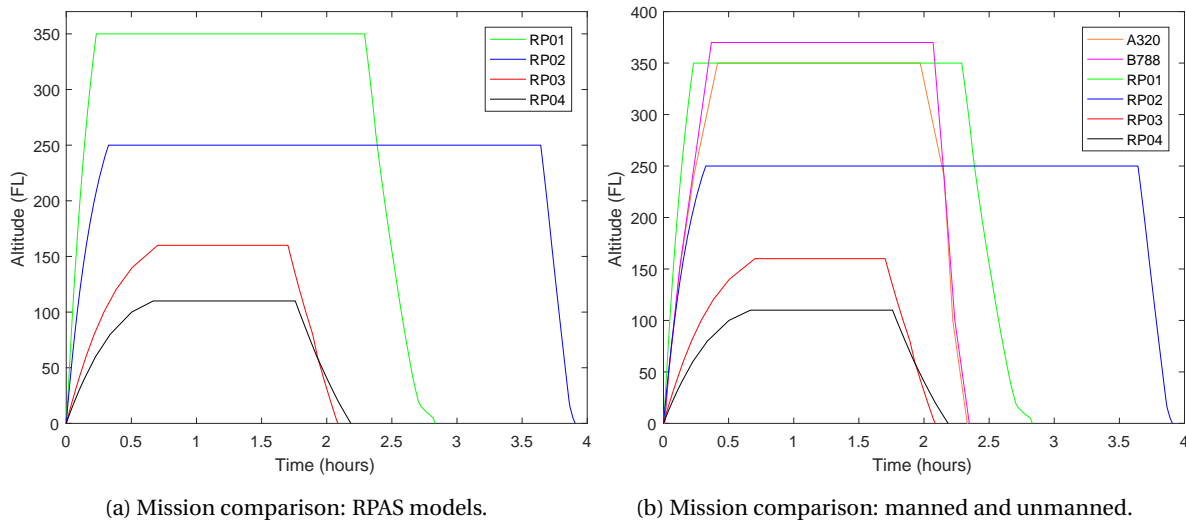 350
300
250
200
150
100
50
0
Altitude (FL)
0 0.5 1 1.5 2 2.5 3 3.5 4
Time (hours)
RP01
RP02
RP03
RP04
(a) Mission comparison: RPAS models.
400
350
300
250
200
150
100
50
0
Altitude (FL)
0 0.5 1 1.5 2 2.5 3 3.5 4
Time (hours)
A320
B788
RP01
RP02
RP03
RP04
(b) Mission comparison: manned and unmanned.